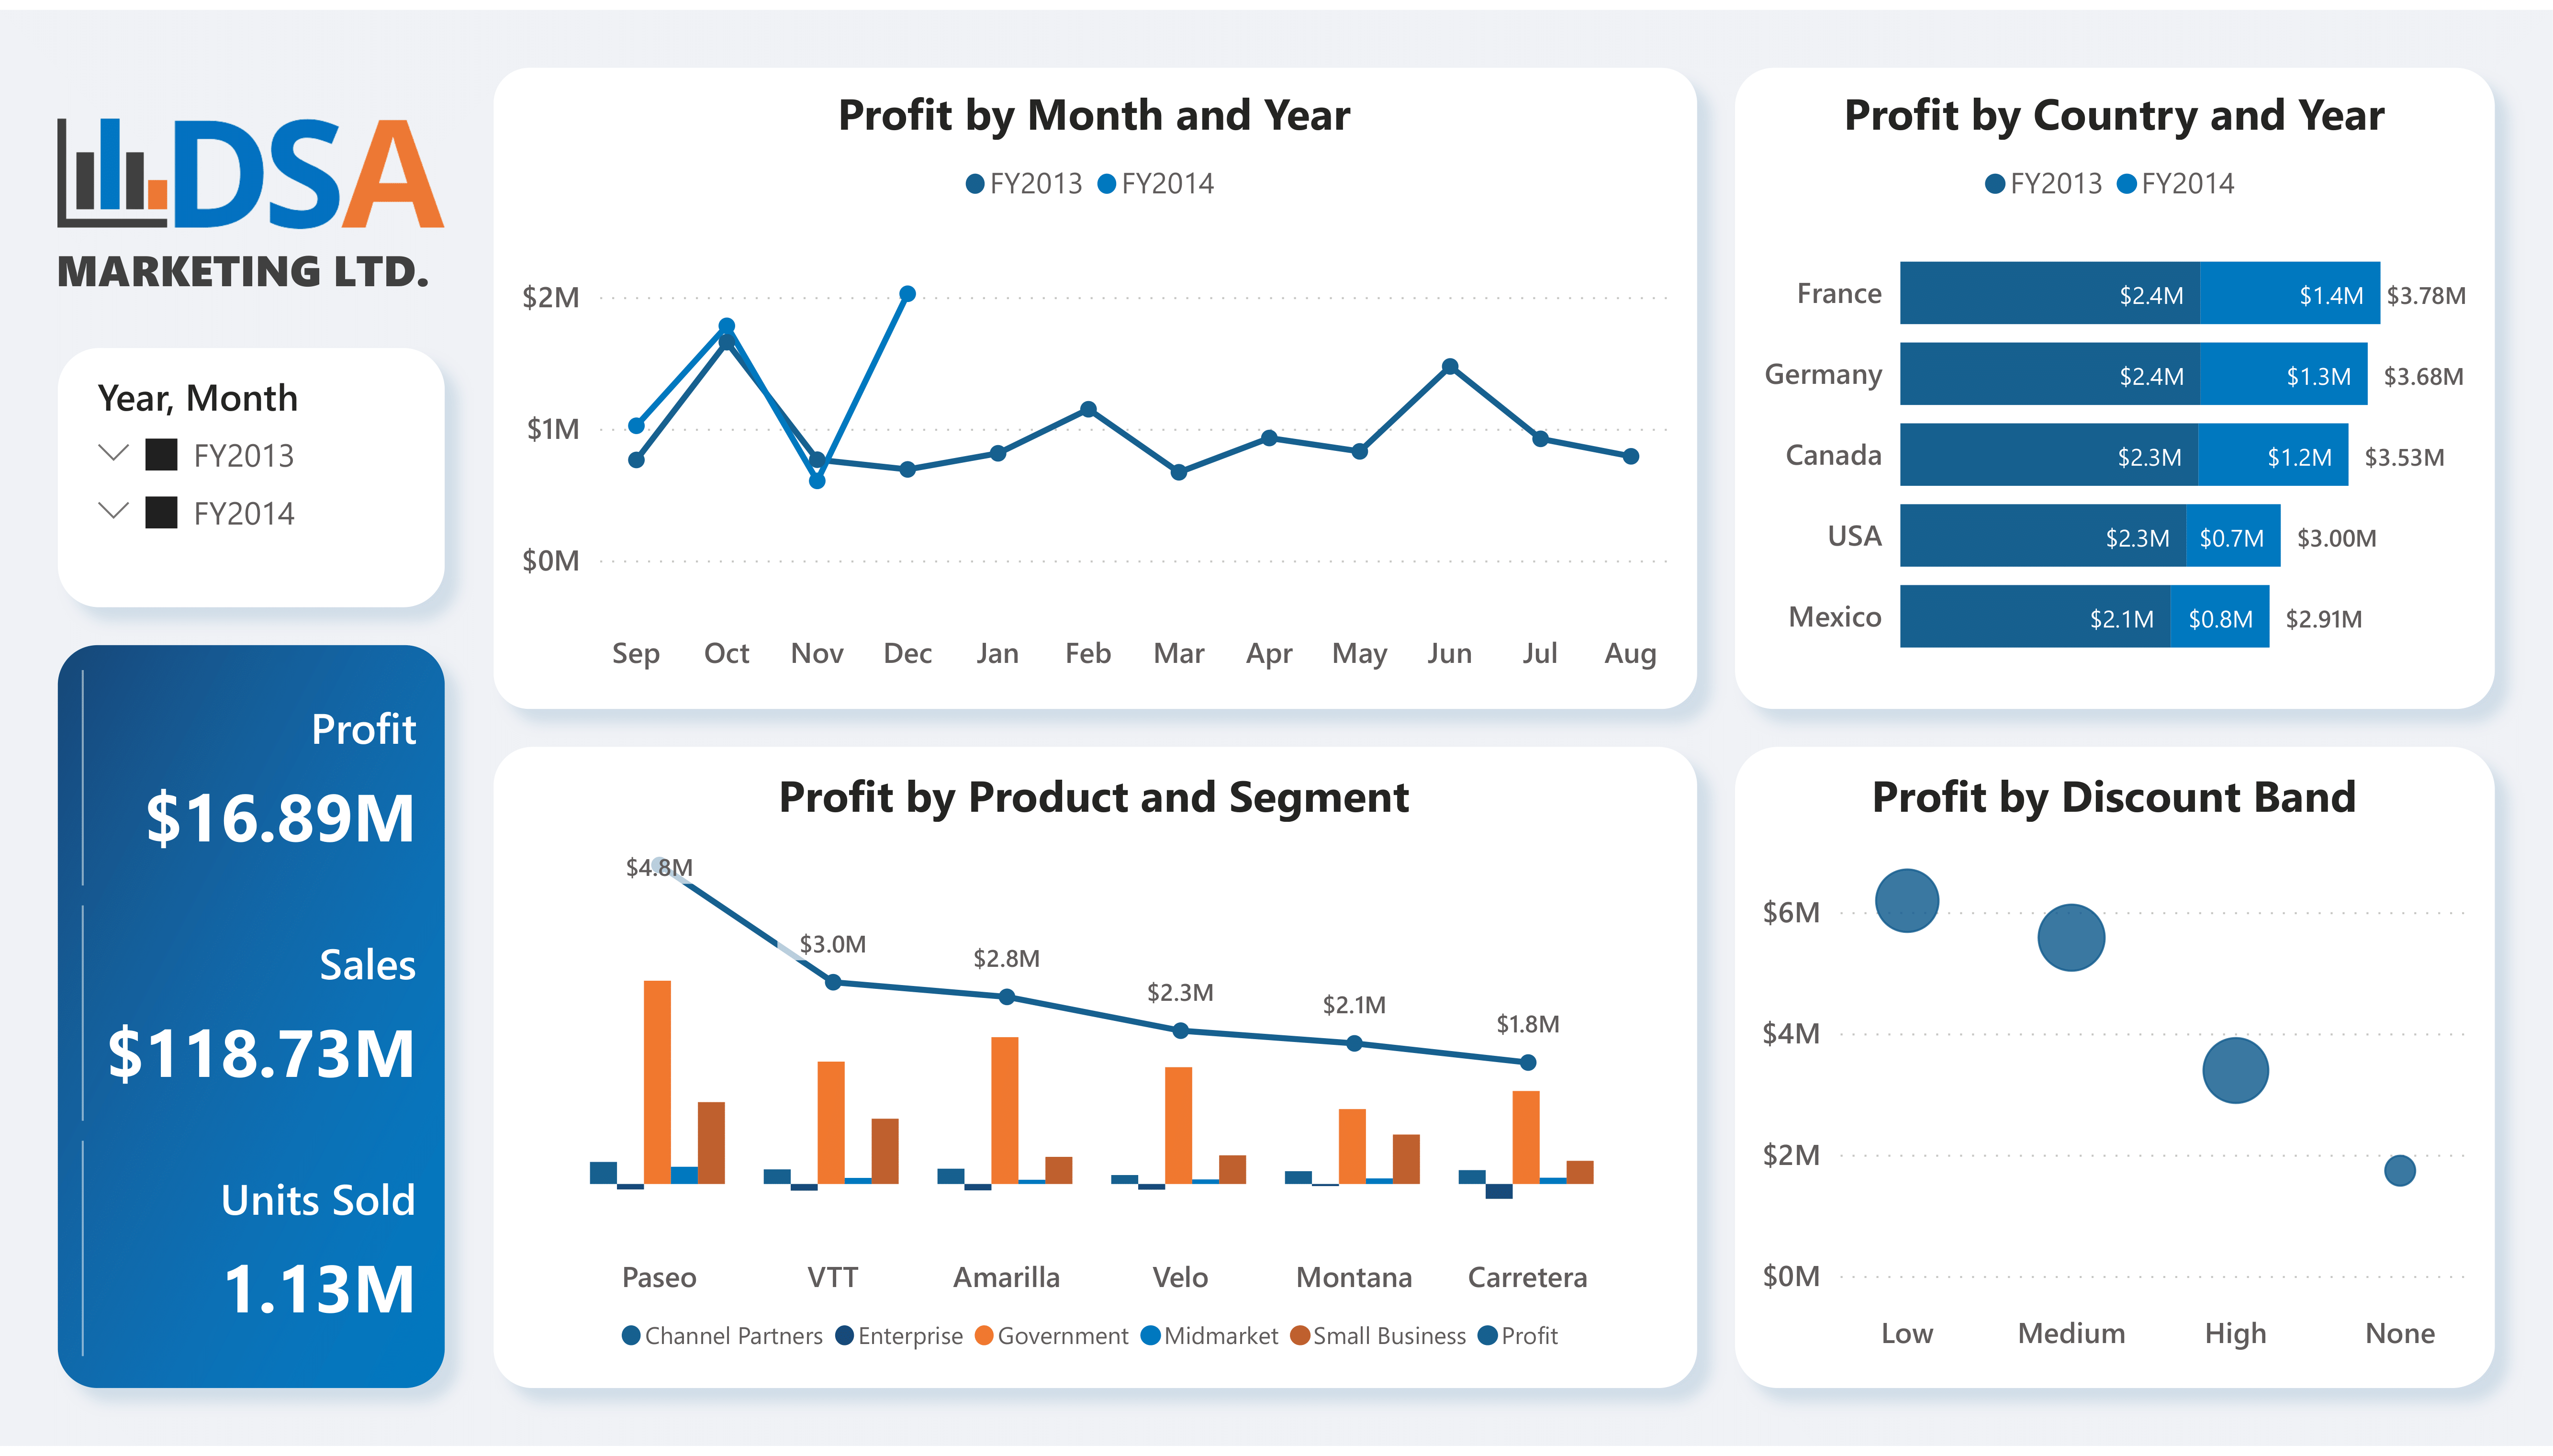 DSA
MARKETING LTD.
Year, Month
FY2013
FY2014
Profit
$16.89M
Sales
$118.73M
Units Sold
1.13M
Profit by Month and Year
FY2013 FY2014
$2M
$1M
$0M
Sep Oct Nov Dec Jan Feb Mar Apr May Jun Jul Aug
Profit by Country and Year
FY2013 FY2014
France $2.4M $1.4M $3.78M
Germany $2.4M $1.3M $3.68M
Canada $2.3M $1.2M $3.53M
USA $2.3M $0.7M $3.00M
Mexico $2.1M $0.8M $2.91M
Profit by Product and Segment
$4.8M
$3.0M
$2.8M
$2.3M
$2.1M
$1.8M
Paseo VTT Amarilla Velo Montana Carretera
Channel Partners Enterprise Government Midmarket Small Business Profit
Profit by Discount Band
$6M
$4M
$2M
$0M
Low Medium High None